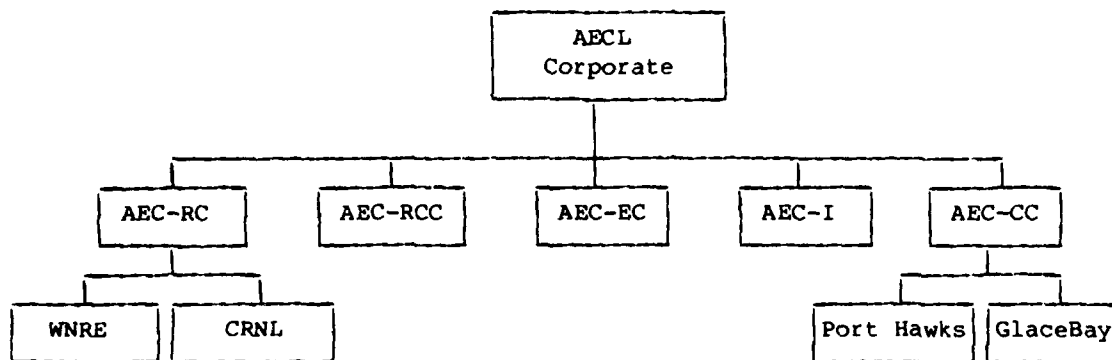 AECL
Corporate
AEC-RC
AEC-RCC
AEC-EC
AEC-I
AEC-CC
WNRE
CRNL
Port Hawks
GlaceBay